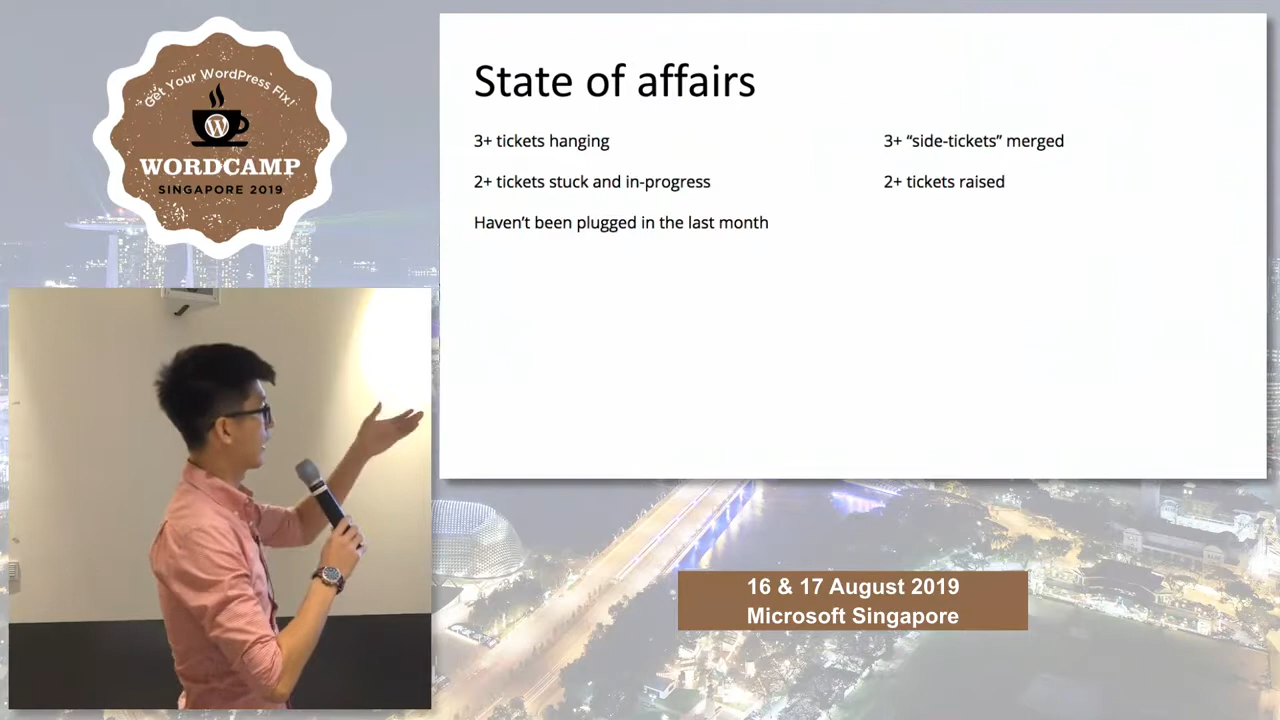 Get Your WordPress Fix!
WORDCAMP
SINGAPORE 2019
State of affairs
3+ tickets hanging
2+ tickets stuck and in-progress
Haven’t been plugged in the last month
3+ “side-tickets” merged
2+ tickets raised
16 & 17 August 2019
Microsoft Singapore